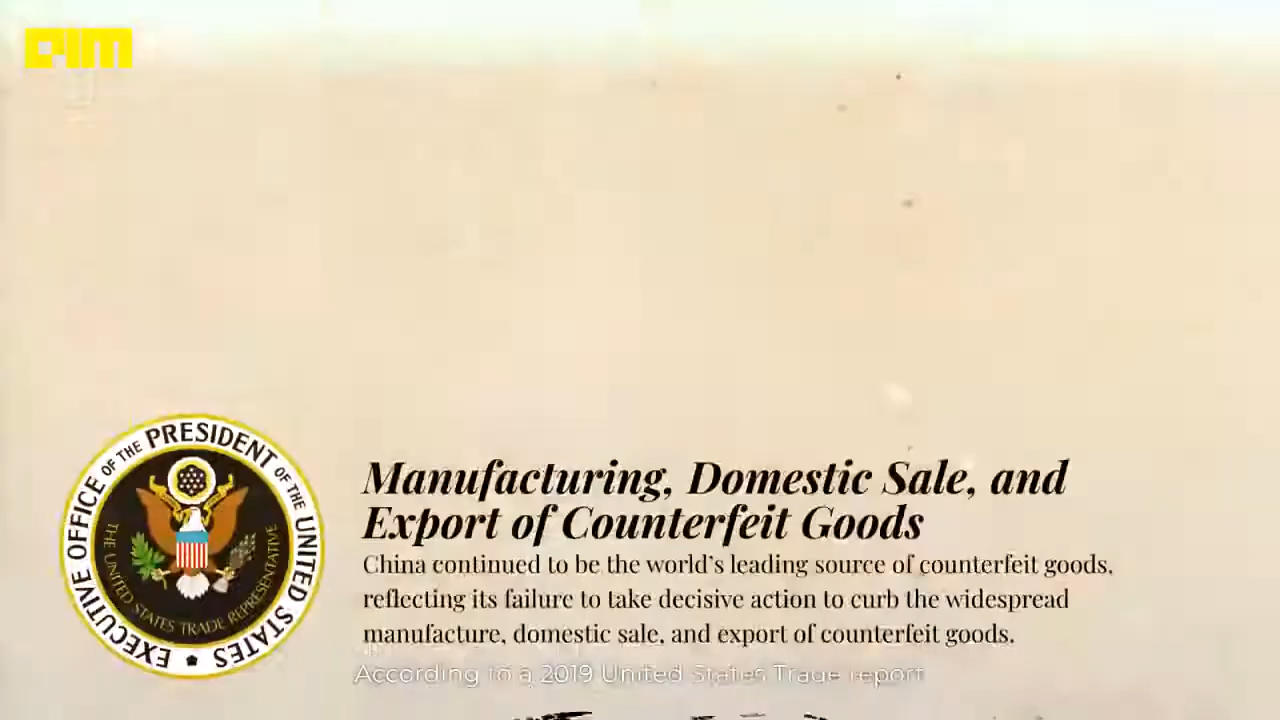 AIM
EXECUTIVE OFFICE OF THE PRESIDENT OF THE UNITED STATES
THE UNITED STATES TRADE REPRESENTATIVE
Manufacturing, Domestic Sale, and
Export of Counterfeit Goods
China continued to be the world's leading source of counterfeit goods,
reflecting its failure to take decisive action to curb the widespread
manufacture, domestic sale, and export of counterfeit goods.
According to a 2019 United States Trade report